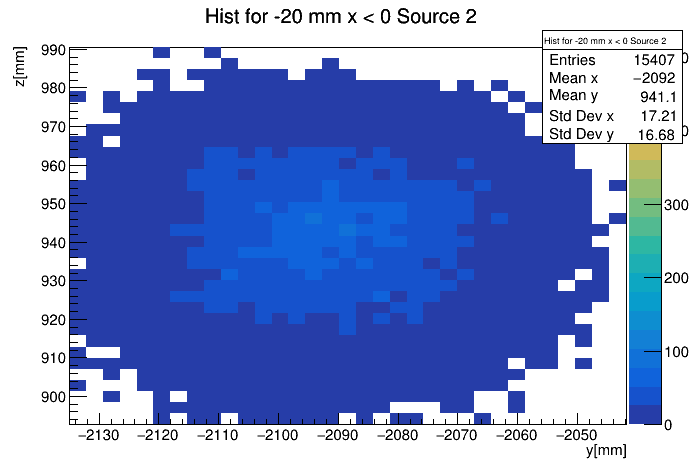 Hist for -20 mm x < 0 Source 2
Hist for -20 mm x < 0 Source 2
Entries 15407
Mean x −2092
Mean y 941.1
Std Dev x 17.21
Std Dev y 16.68
z[mm]
990
980
970
960
950
940
930
920
910
900
0
0
300
200
100
0
−2130 −2120 −2110 −2100 −2090 −2080 −2070 −2060 −2050
y[mm]